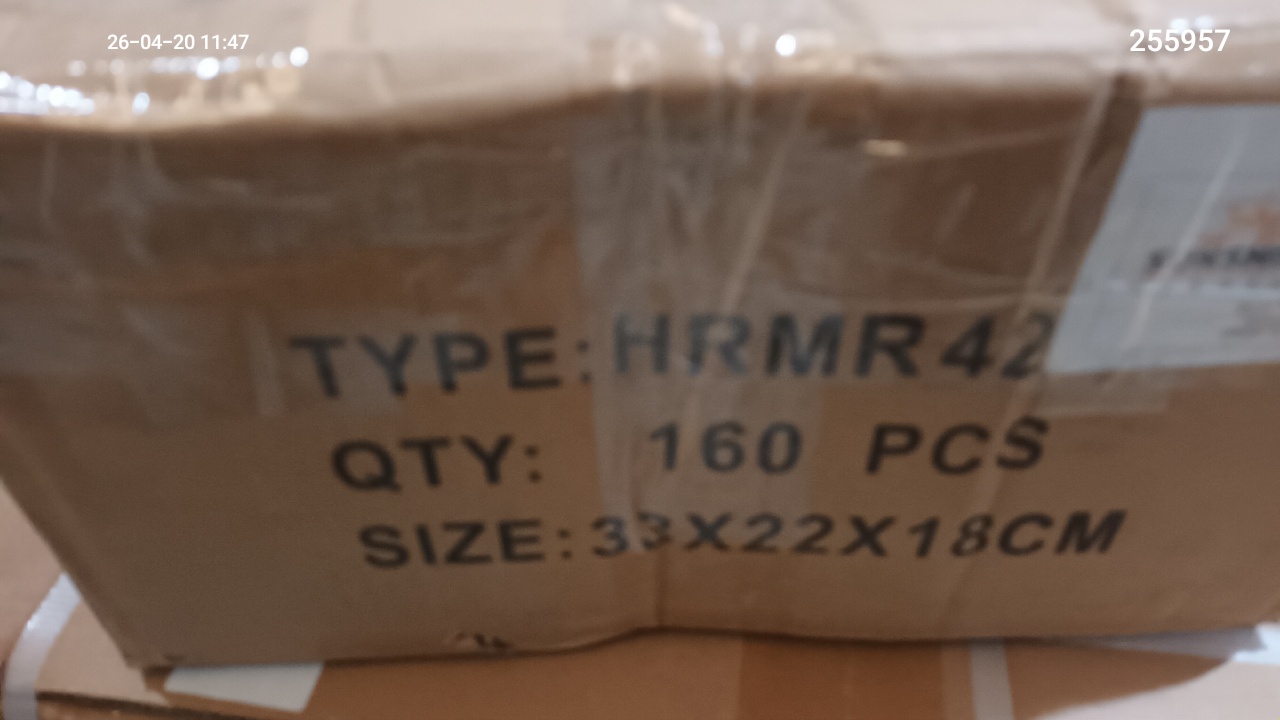 26-04-20 11:47
255957
TYPE:HRMR42
QTY: 160 PCS
SIZE:33X22X18CM